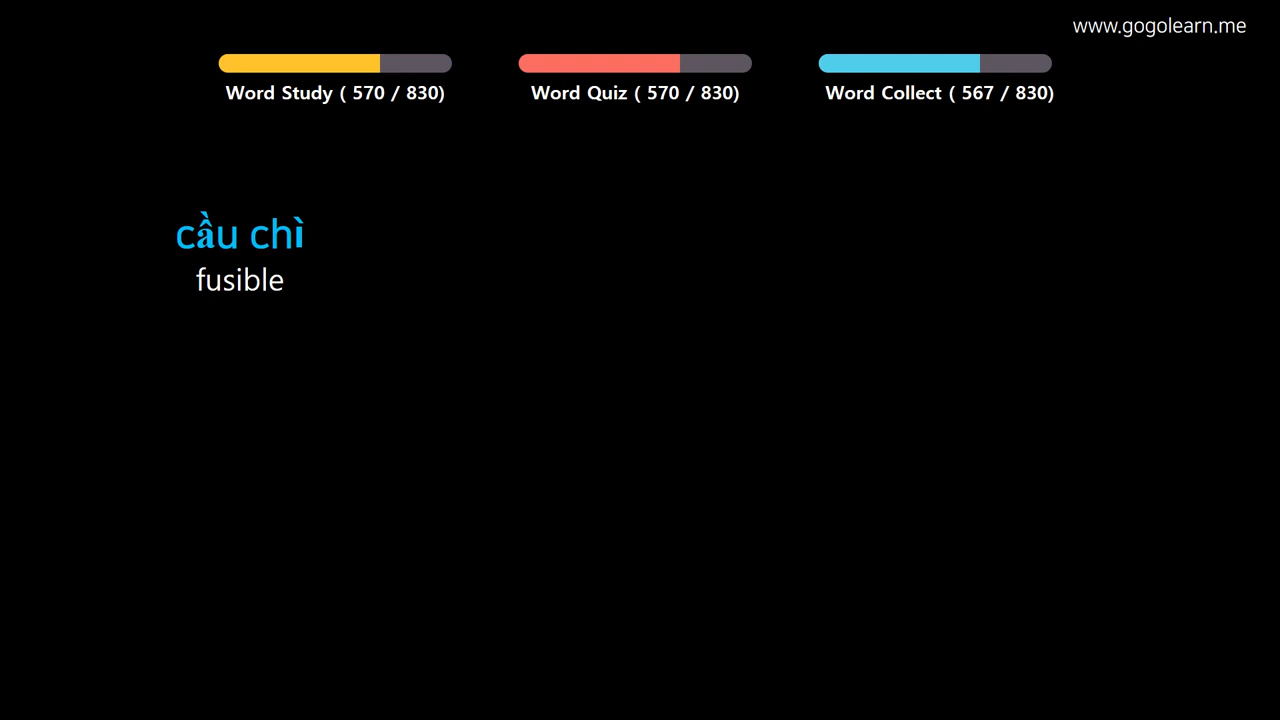 www.gogolearn.me
Word Study ( 570 / 830)
Word Quiz ( 570 / 830)
Word Collect ( 567 / 830)
cầu chì
fusible